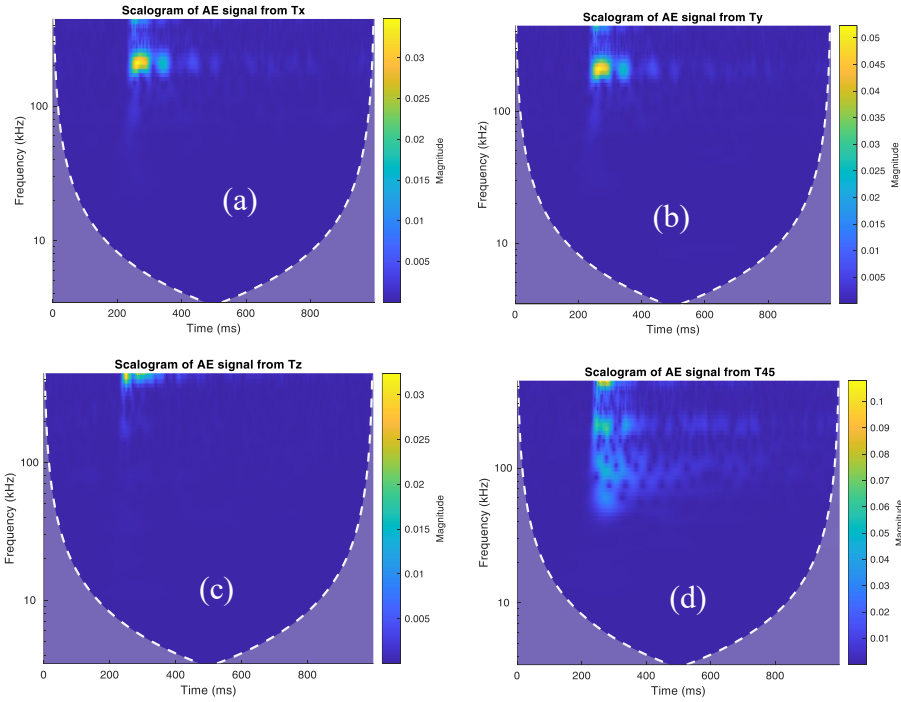 Scalogram of AE signal from Tx
0.03
0.025
0.02
0.015
0.01
0.005
Magnitude
100
10
Frequency (kHz)
(a)
0 200 400 600 800
Time (ms)
Scalogram of AE signal from Ty
0.05
0.045
0.04
0.035
0.03
0.025
0.02
0.015
0.01
0.005
Magnitude
100
10
Frequency (kHz)
(b)
0 200 400 600 800
Time (ms)
Scalogram of AE signal from Tz
0.03
0.025
0.02
0.015
0.01
0.005
Magnitude
100
10
Frequency (kHz)
(c)
0 200 400 600 800
Time (ms)
Scalogram of AE signal from T45
0.1
0.09
0.08
0.07
0.06
0.05
0.04
0.03
0.02
0.01
Magnitude
100
10
Frequency (kHz)
(d)
0 200 400 600 800
Time (ms)